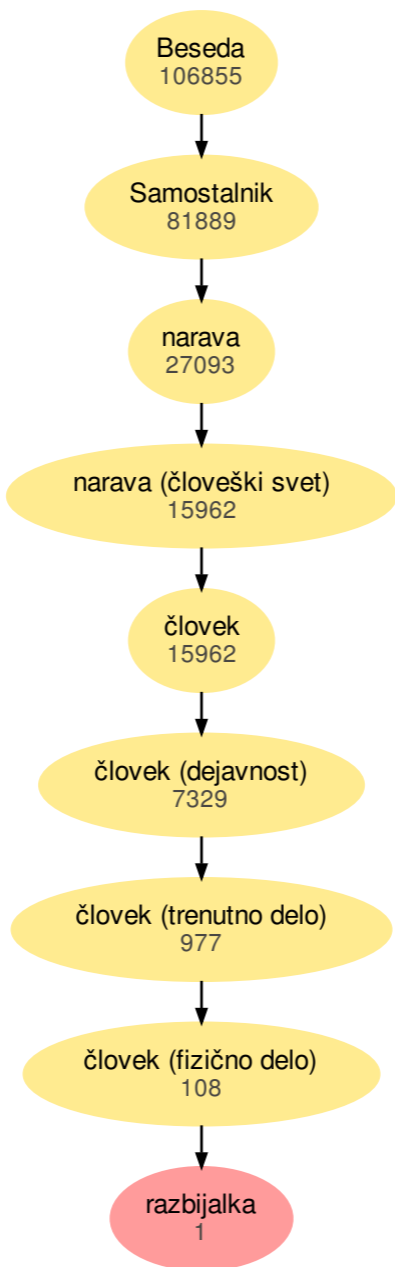 Beseda
106855
Samostalnik
81889
narava
27093
narava (človeški svet)
15962
človek
15962
človek (dejavnost)
7329
človek (trenutno delo)
977
človek (fizično delo)
108
razbijalka
1